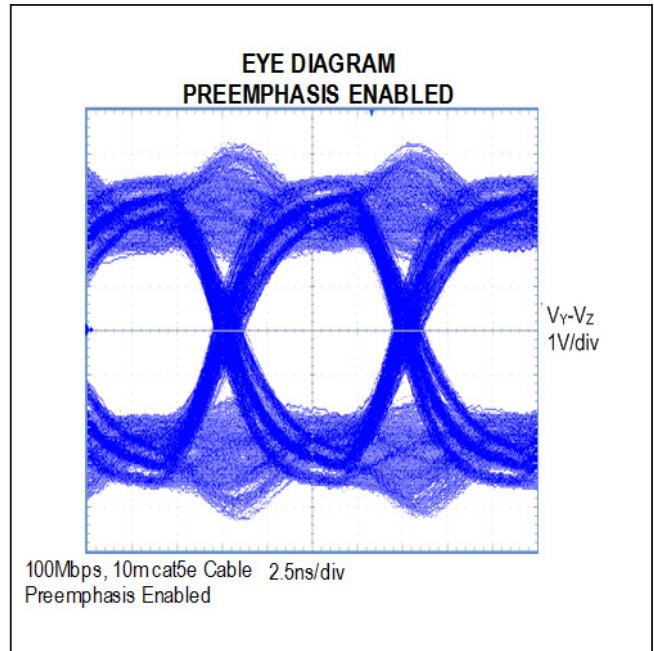 EYE DIAGRAM
PREEMPHASIS ENABLED
VY-VZ
1V/div
100Mbps, 10m cat5e Cable 2.5ns/div
Preemphasis Enabled